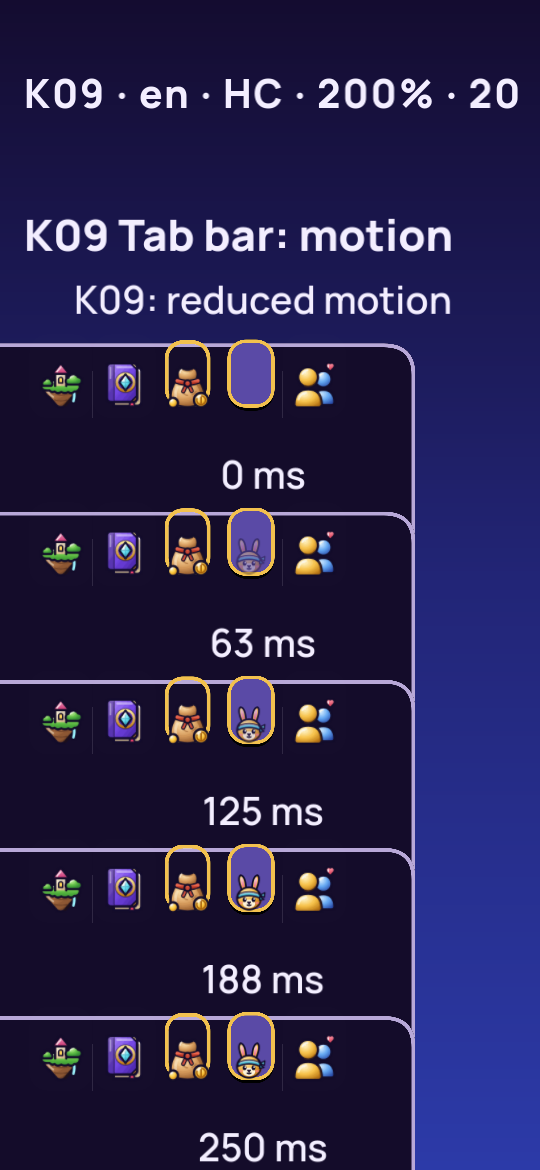 K09 · en · HC · 200% · 20
K09 Tab bar: motion
K09: reduced motion
0 ms
63 ms
125 ms
188 ms
250 ms